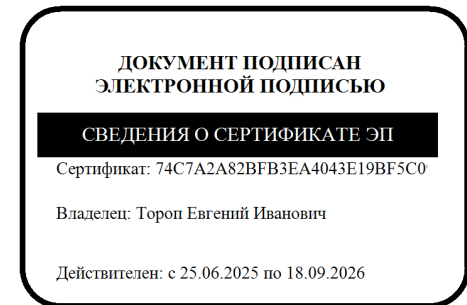 ДОКУМЕНТ ПОДПИСАН
ЭЛЕКТРОННОЙ ПОДПИСЬЮ
СВЕДЕНИЯ О СЕРТИФИКАТЕ ЭП
Сертификат: 74C7A2A82BFB3EA4043E19BF5C0
Владелец: Тороп Евгений Иванович
Действителен: с 25.06.2025 по 18.09.2026